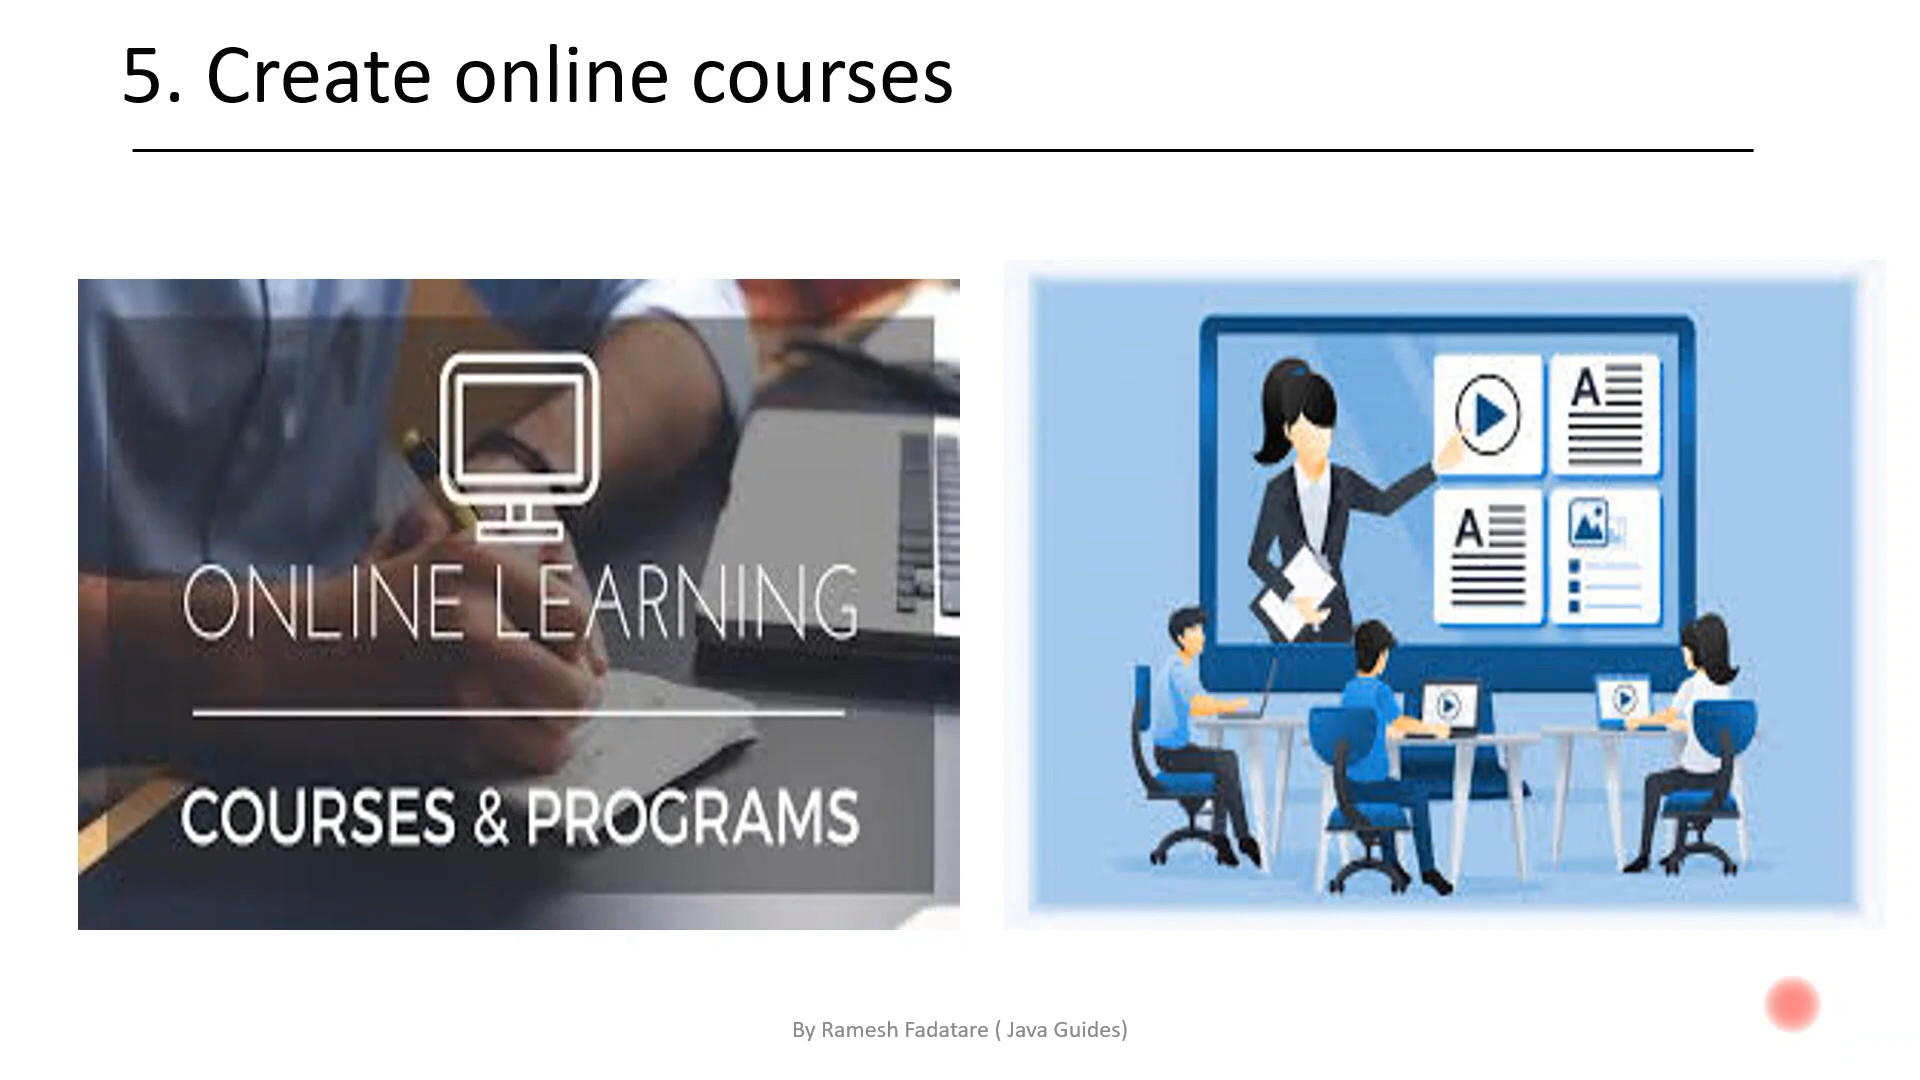 5. Create online courses
ONLINE LEARNING
COURSES & PROGRAMS
A
A
By Ramesh Fadatare ( Java Guides)